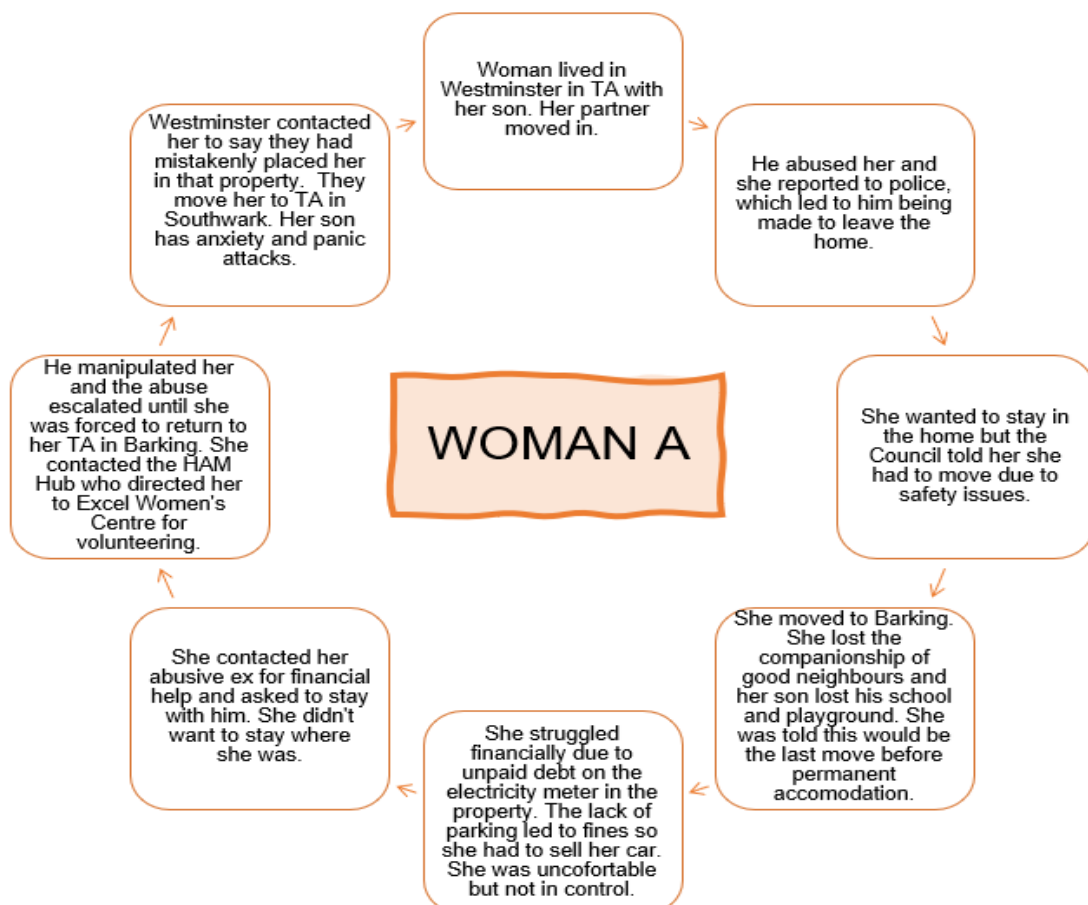 Woman lived in
Westminster in TA with
her son. Her partner
moved in.
He abused her and
she reported to police,
which led to him being
made to leave the
home.
She wanted to stay in
the home but the
Council told her she
had to move due to
safety issues.
She moved to Barking.
She lost the
companionship of
good neighbours and
her son lost his school
and playground. She
was told this would be
the last move before
permanent
accomodation.
She struggled
financially due to
unpaid debt on the
electricity meter in the
property. The lack of
parking led to fines so
she had to sell her car.
She was uncofortable
but not in control.
She contacted her
abusive ex for financial
help and asked to stay
with him. She didn't
want to stay where
she was.
He manipulated her
and the abuse
escalated until she
was forced to return to
her TA in Barking. She
contacted the HAM
Hub who directed her
to Excel Women's
Centre for
volunteering.
Westminster contacted
her to say they had
mistakenly placed her
in that property. They
move her to TA in
Southwark. Her son
has anxiety and panic
attacks.
WOMAN A